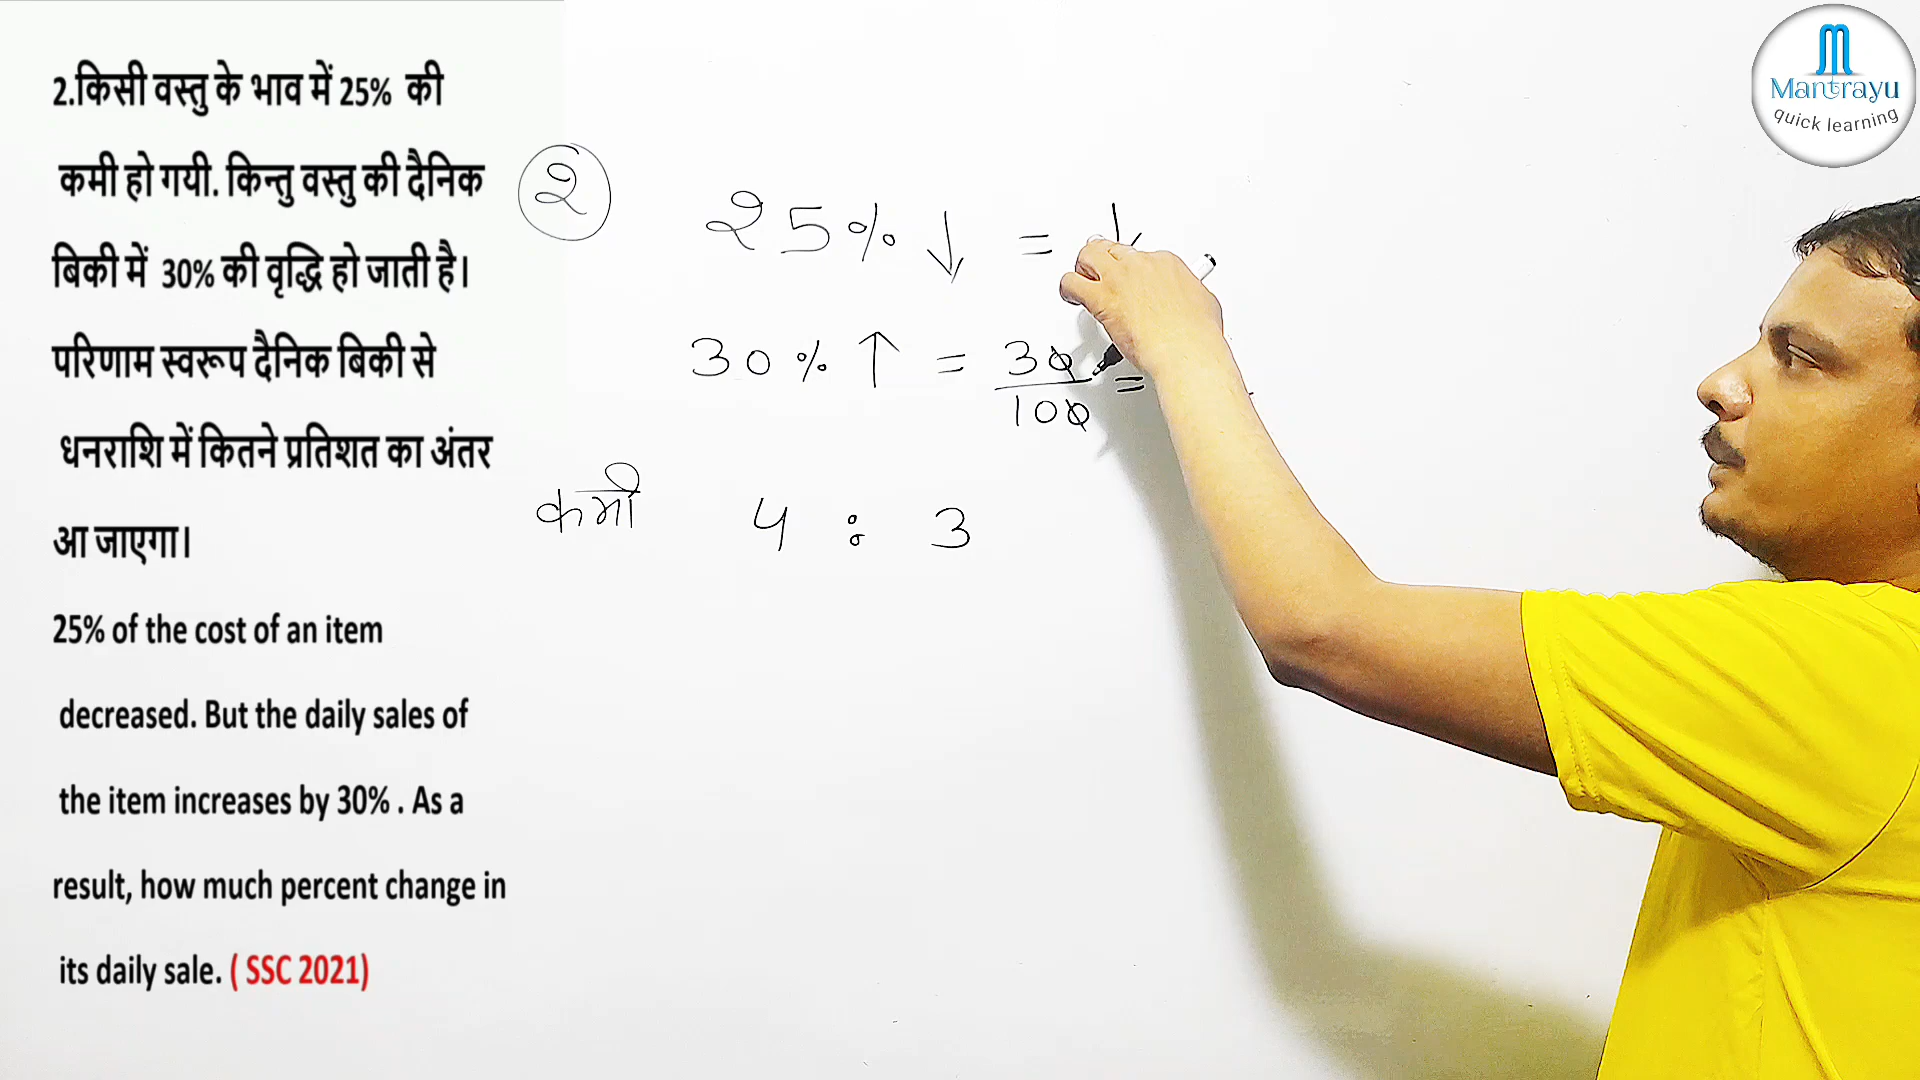 2.किसी वस्तु के भाव में 25% की
कमी हो गयी. किन्तु वस्तु की दैनिक
बिकी में 30% की वृद्धि हो जाती है।
परिणाम स्वरूप दैनिक बिकी से
धनराशि में कितने प्रतिशत का अंतर
आ जाएगा।
25% of the cost of an item
decreased. But the daily sales of
the item increases by 30% . As a
result, how much percent change in
its daily sale. ( SSC 2021)
२
२5% ↓ =
30% ↑ = 30/100 =
कमी 4 : 3
Mantrayu
quick learning